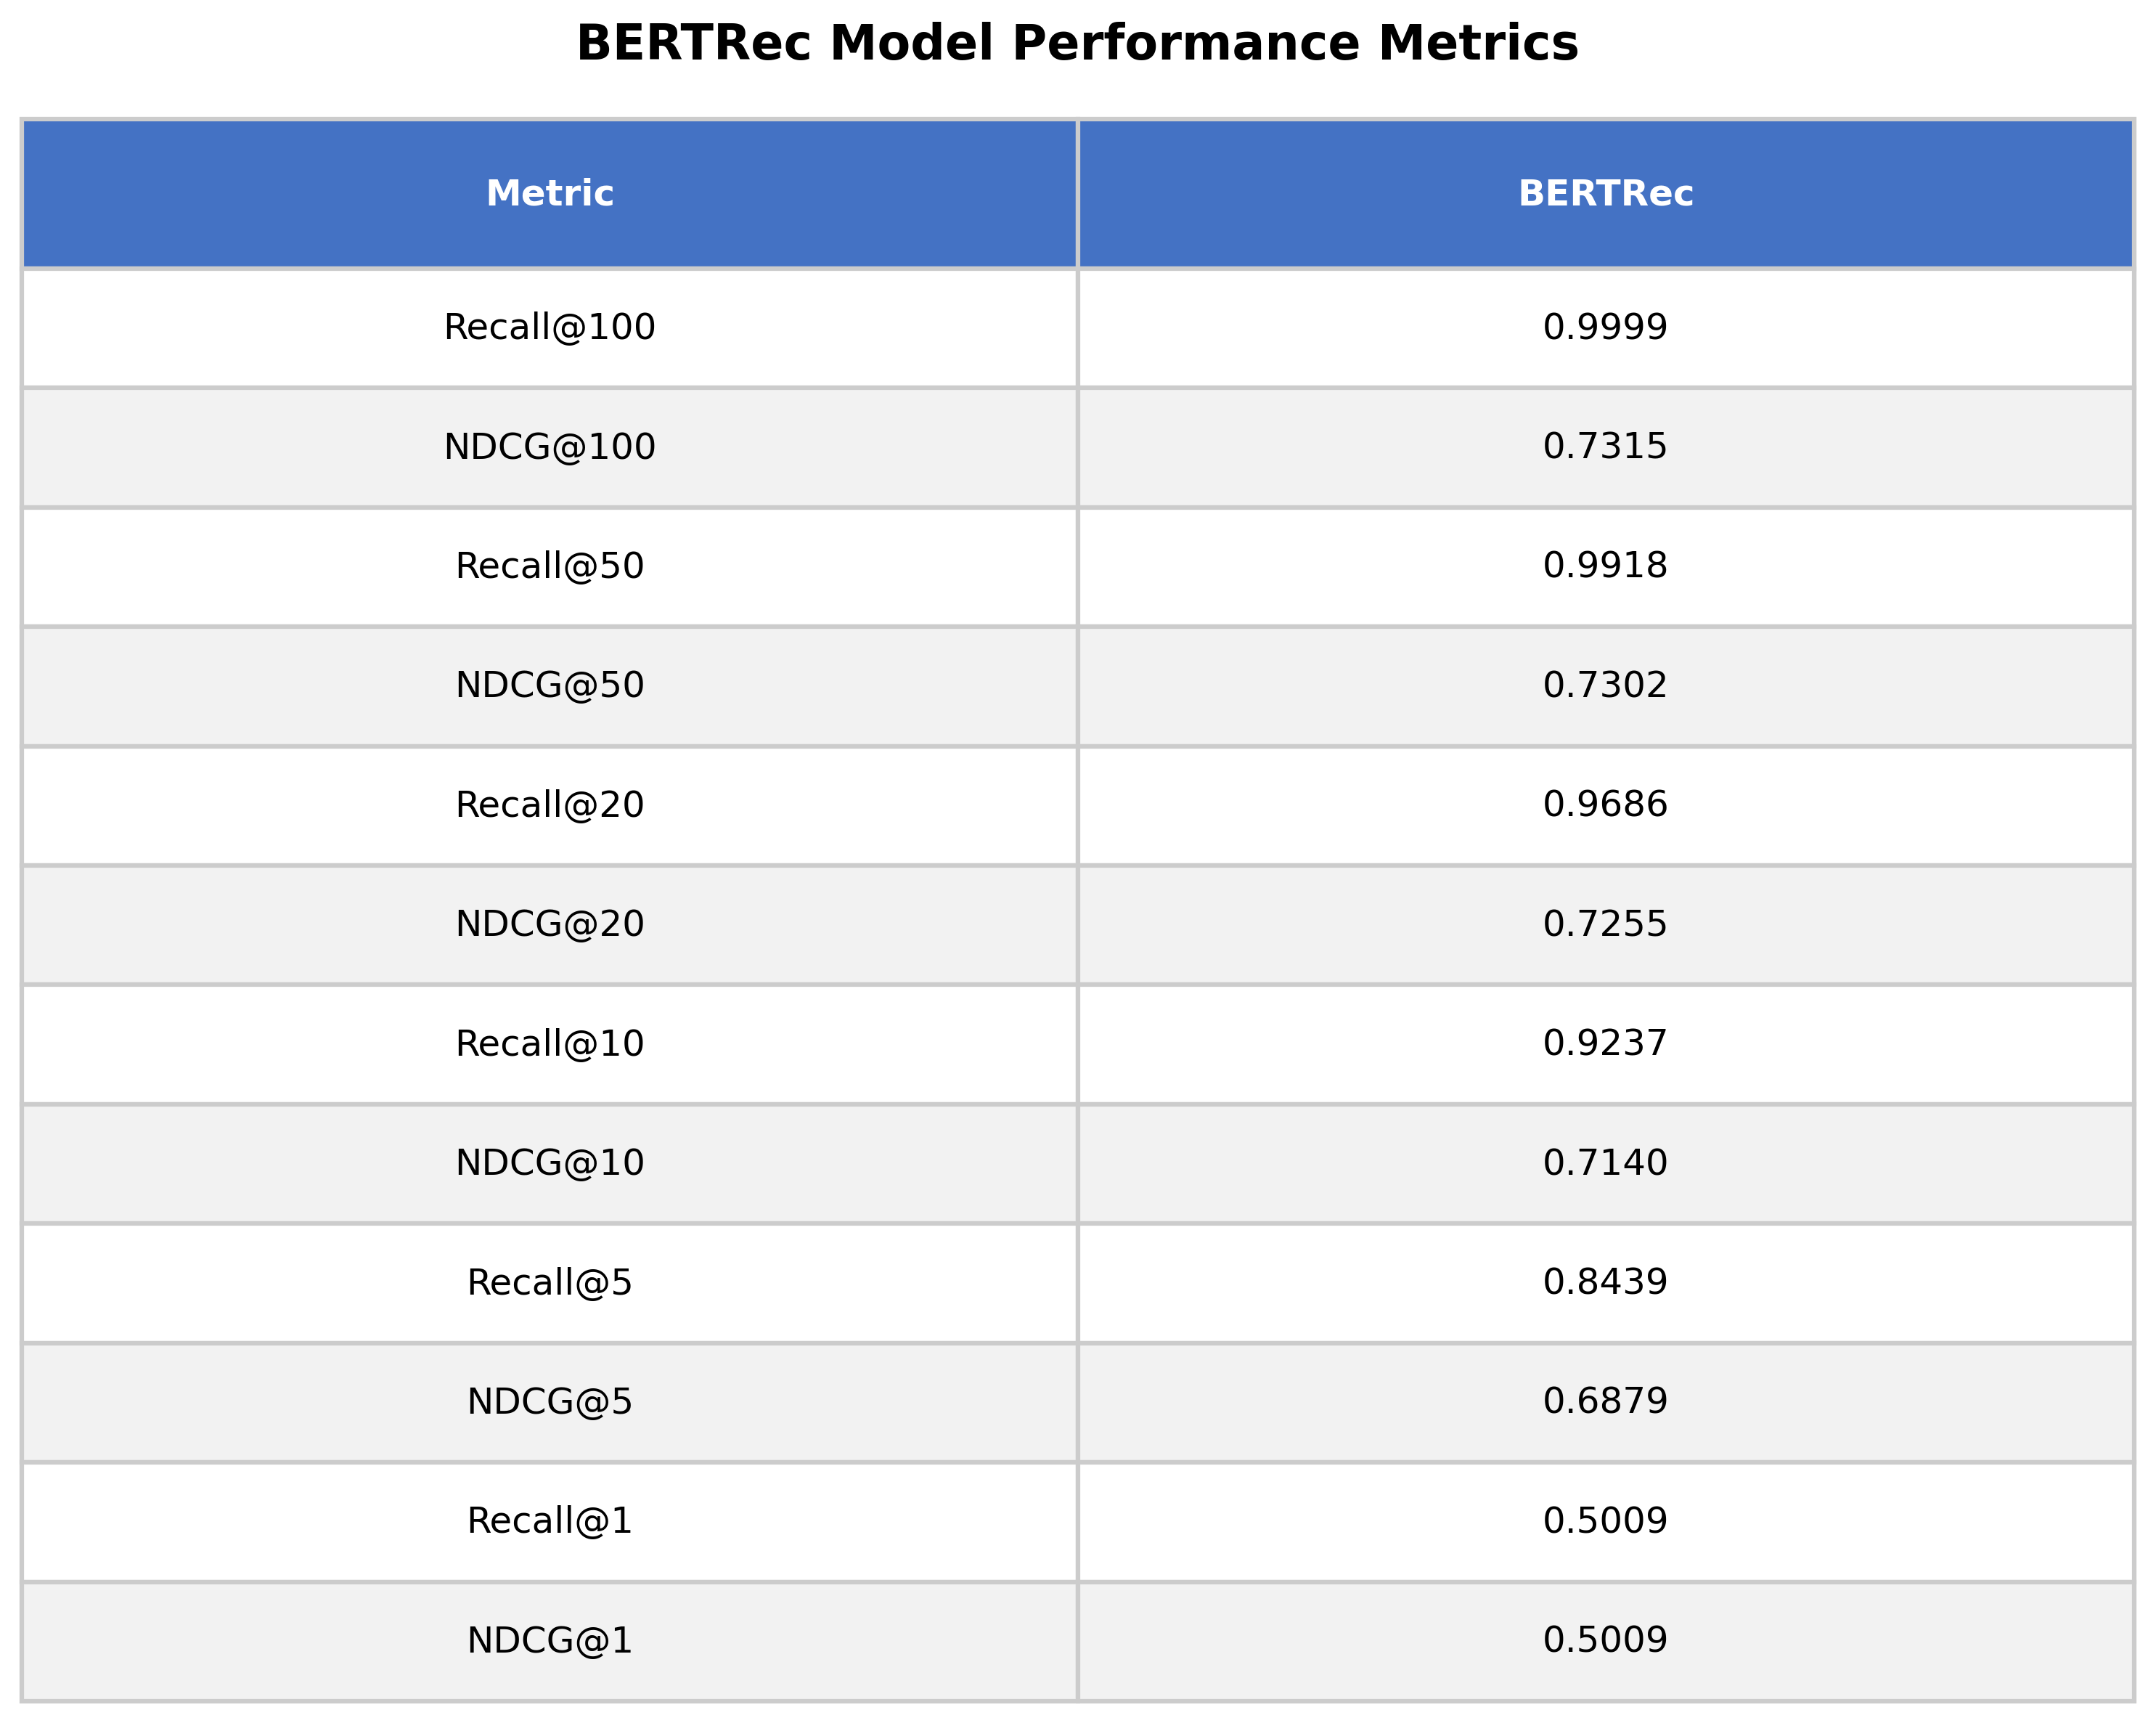 BERTRec Model Performance Metrics
Metric BERTRec
Recall@100 0.9999
NDCG@100 0.7315
Recall@50 0.9918
NDCG@50 0.7302
Recall@20 0.9686
NDCG@20 0.7255
Recall@10 0.9237
NDCG@10 0.7140
Recall@5 0.8439
NDCG@5 0.6879
Recall@1 0.5009
NDCG@1 0.5009